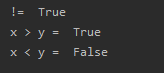 !=  True
x > y =  True
x < y =  False